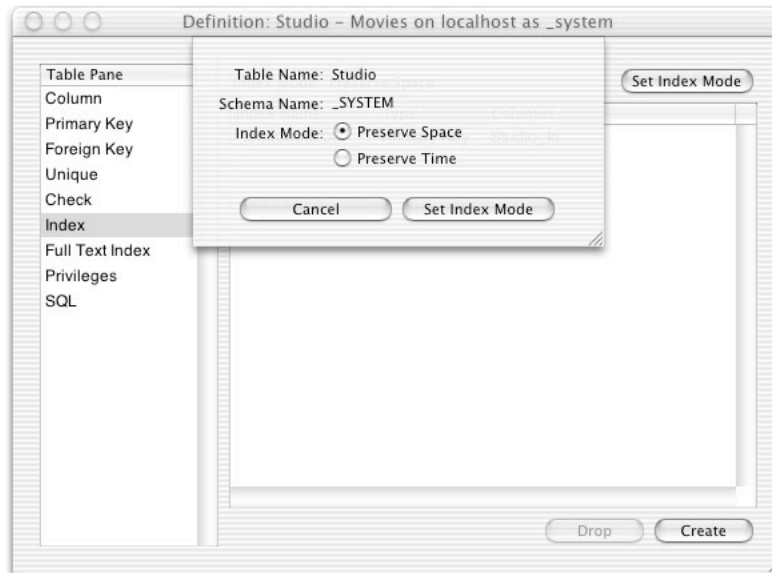 Definition: Studio – Movies on localhost as _system
Table Pane
Column
Primary Key
Foreign Key
Unique
Check
Index
Full Text Index
Privileges
SQL
Table Name: Studio
Schema Name: _SYSTEM
Index Mode: Preserve Space
Preserve Time
Cancel
Set Index Mode
Set Index Mode
Drop
Create